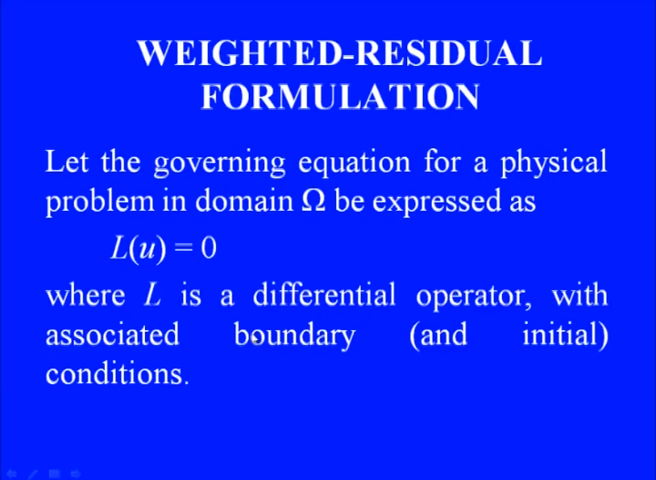 WEIGHTED-RESIDUAL
FORMULATION
Let the governing equation for a physical
problem in domain Ω be expressed as
L(u) = 0
where L is a differential operator, with
associated boundary (and initial)
conditions.